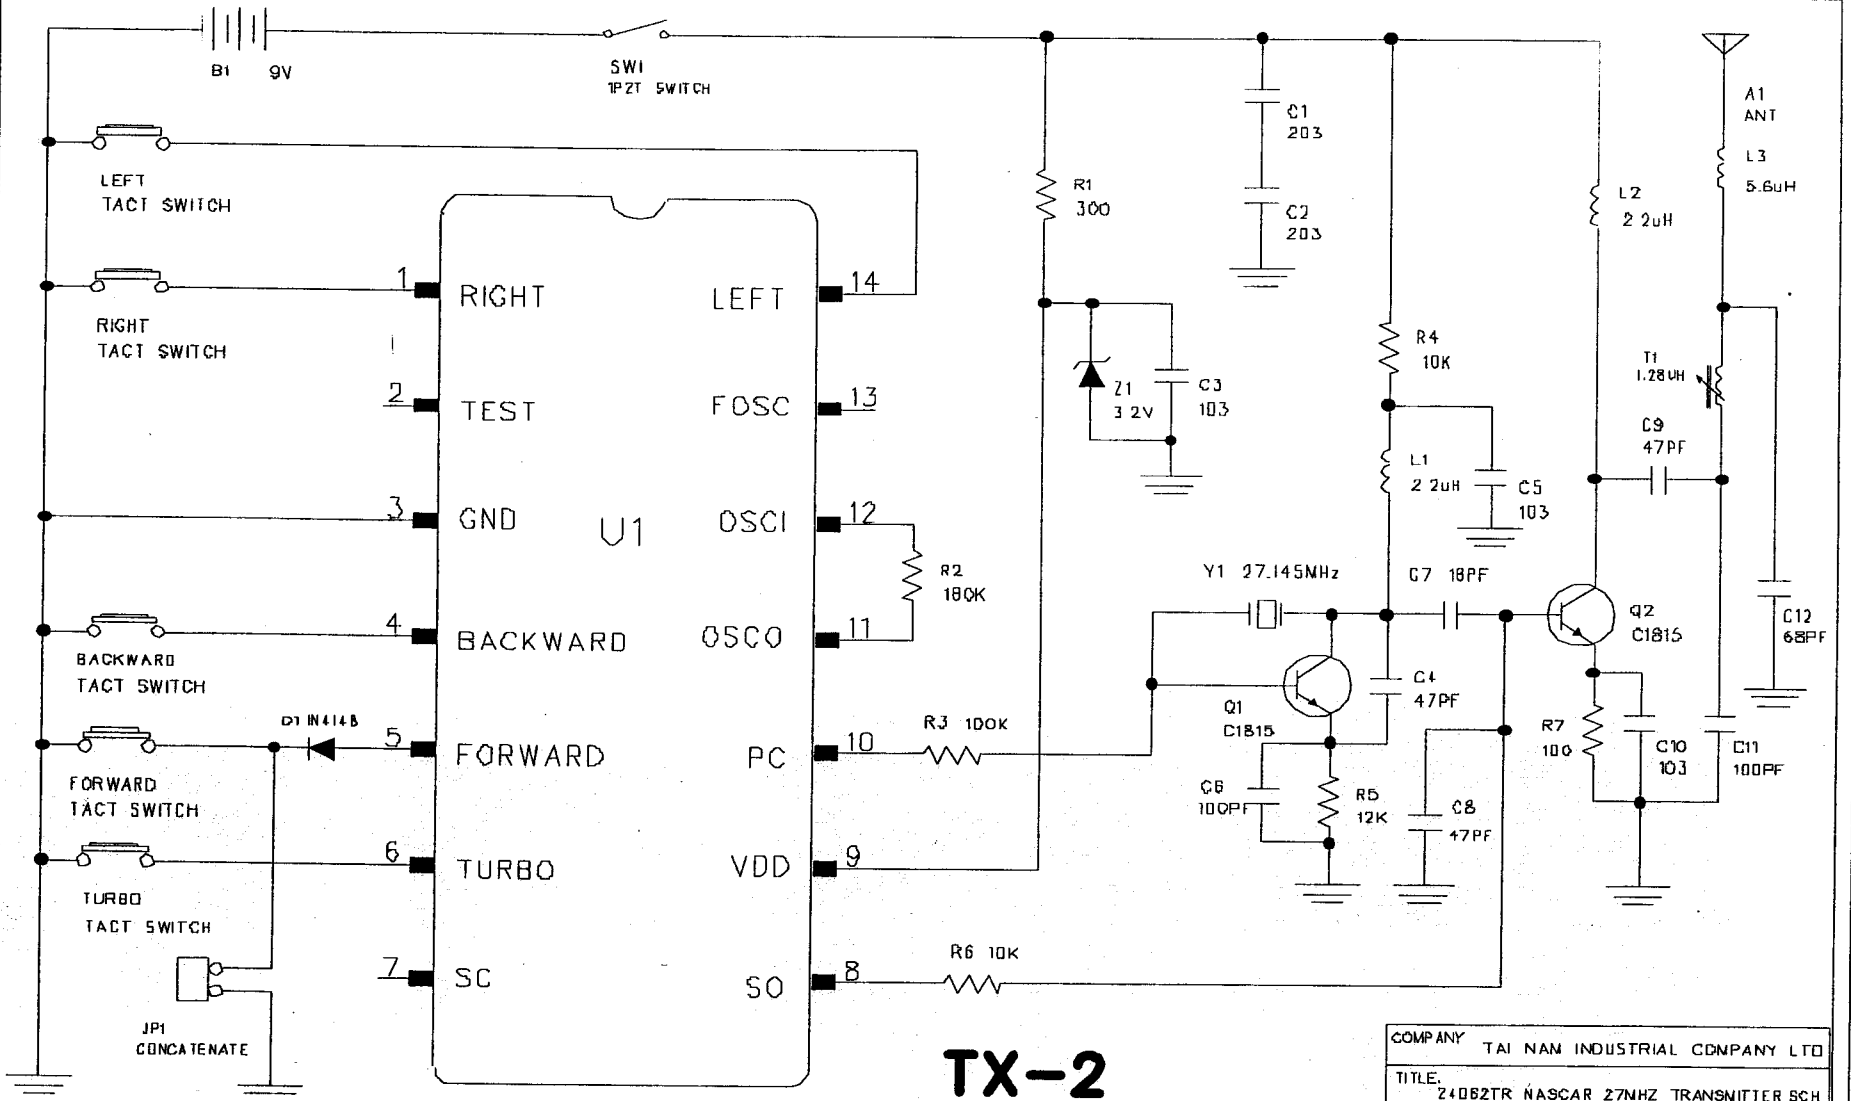 B1 9V
SW1
1P2T SWITCH
LEFT
TACT SWITCH
RIGHT
TACT SWITCH
BACKWARD
TACT SWITCH
D1 IN4148
FORWARD
TACT SWITCH
TURBO
TACT SWITCH
JP1
CONCATENATE
1 RIGHT
2 TEST
3 GND
4 BACKWARD
5 FORWARD
6 TURBO
7 SC
U1
LEFT 14
FOSC 13
OSCI 12
OSCO 11
PC 10
VDD 9
SO 8
R2
180K
R3 100K
R6 10K
R1
300
Z1
3.2V
C3
103
C1
203
C2
203
R4
10K
L1
2.2uH
C5
103
Y1 27.145MHz
C7 18PF
Q1
C1815
C4
47PF
C6
100PF
R5
12K
C8
47PF
L2
2.2uH
A1
ANT
L3
5.6uH
T1
1.28UH
C9
47PF
Q2
C1815
C12
68PF
R7
100
C10
103
C11
100PF
TX-2
COMPANY TAI NAM INDUSTRIAL COMPANY LTD
TITLE. 24062TR NASCAR 27MHZ TRANSMITTER SCH